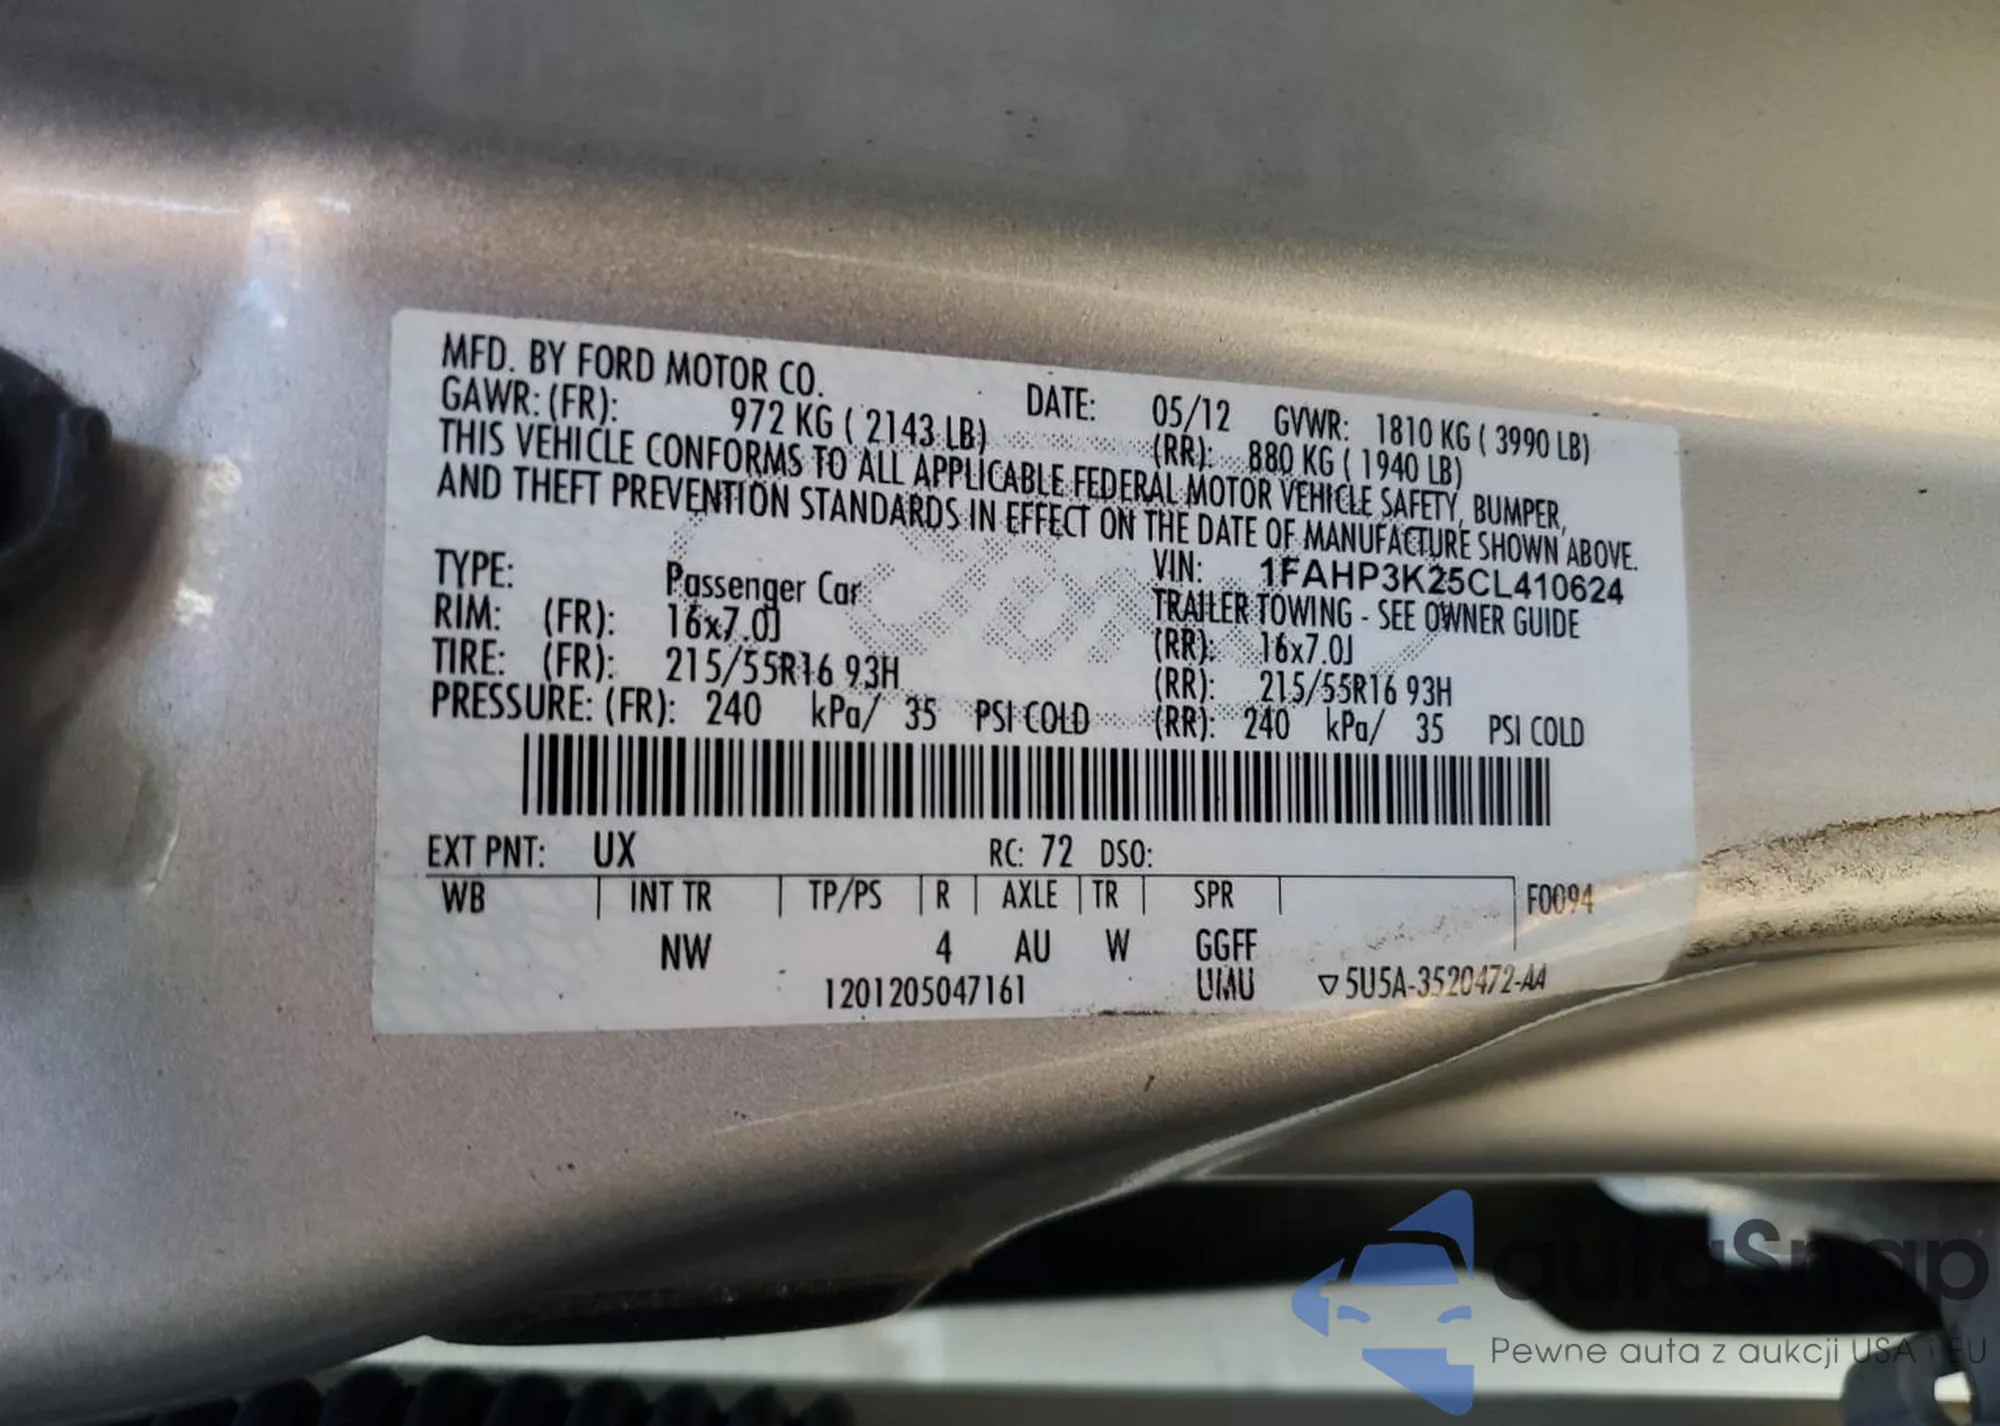 MFD. BY FORD MOTOR CO.
DATE: 05/12 GVWR: 1810 KG ( 3990 LB)
GAWR: (FR): 972 KG ( 2143 LB) (RR): 880 KG ( 1940 LB)
THIS VEHICLE CONFORMS TO ALL APPLICABLE FEDERAL MOTOR VEHICLE SAFETY, BUMPER,
AND THEFT PREVENTION STANDARDS IN EFFECT ON THE DATE OF MANUFACTURE SHOWN ABOVE.
VIN: 1FAHP3K25CL410624
TYPE: Passenger Car TRAILER TOWING - SEE OWNER GUIDE
RIM: (FR): 16x7.0J (RR): 16x7.0J
TIRE: (FR): 215/55R16 93H (RR): 215/55R16 93H
PRESSURE: (FR): 240 kPa/ 35 PSI COLD (RR): 240 kPa/ 35 PSI COLD
EXT PNT: UX RC: 72 DSO:
WB INT TR TP/PS R AXLE TR SPR F0094
NW 4 AU W GGFF
1201205047161 UMU ▽5U5A-3520472-AA
autoSnap
Pewne auta z aukcji USA i EU